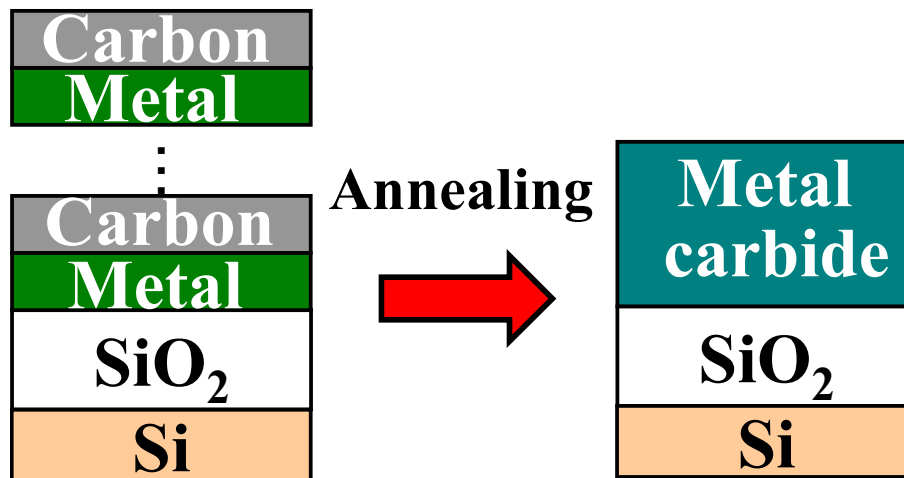 Carbon
Metal
⋮
Carbon
Metal
SiO₂
Si
Annealing
Metal
carbide
SiO₂
Si